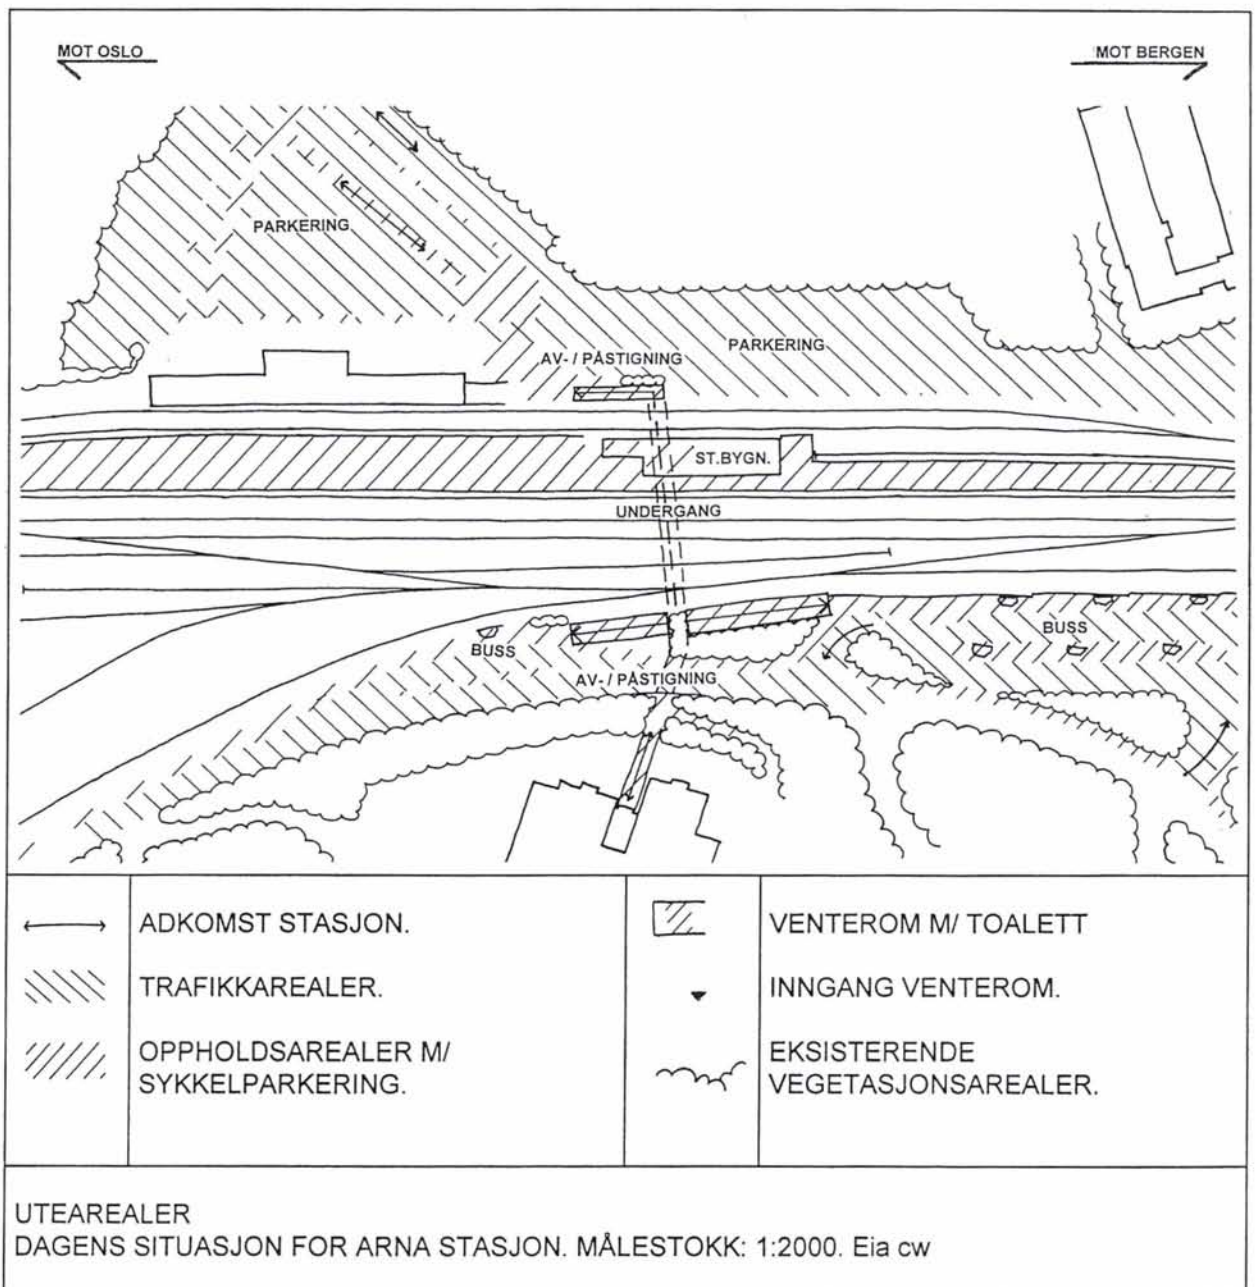 MOT OSLO
MOT BERGEN
PARKERING
PARKERING
AV- / PÅSTIGNING
ST.BYGN.
UNDERGANG
BUSS
BUSS
AV- / PÅSTIGNING
ADKOMST STASJON.
TRAFIKKAREALER.
OPPHOLDSAREALER M/
SYKKELPARKERING.
VENTEROM M/ TOALETT
INNGANG VENTEROM.
EKSISTERENDE
VEGETASJONSAREALER.
UTEAREALER
DAGENS SITUASJON FOR ARNA STASJON. MÅLESTOKK: 1:2000. Eia cw